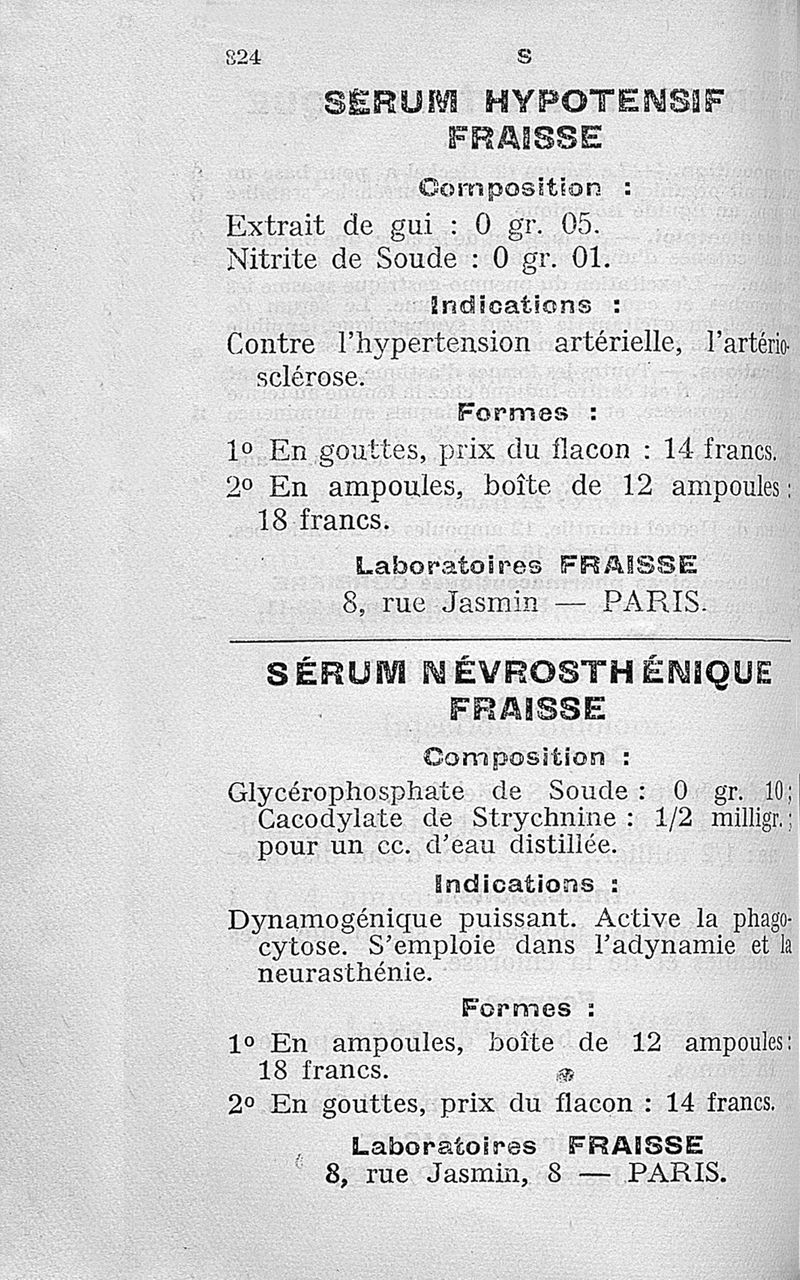 824 S
SÉRUM HYPOTENSIF
FRAISSE
Composition :
Extrait de gui : 0 gr. 05.
Nitrite de Soude : 0 gr. 01.
Indications :
Contre l'hypertension artérielle, l'artério-
sclérose.
Formes :
1º En gouttes, prix du flacon : 14 francs.
2º En ampoules, boîte de 12 ampoules :
18 francs.
Laboratoires FRAISSE
8, rue Jasmin — PARIS.
SÉRUM NÉVROSTHÉNIQUE
FRAISSE
Composition :
Glycérophosphate de Soude : 0 gr. 10 ;
Cacodylate de Strychnine : 1/2 milligr. ;
pour un cc. d'eau distillée.
Indications :
Dynamogénique puissant. Active la phago-
cytose. S'emploie dans l'adynamie et la
neurasthénie.
Formes :
1º En ampoules, boîte de 12 ampoules :
18 francs.
2º En gouttes, prix du flacon : 14 francs.
Laboratoires FRAISSE
8, rue Jasmin, 8 — PARIS.